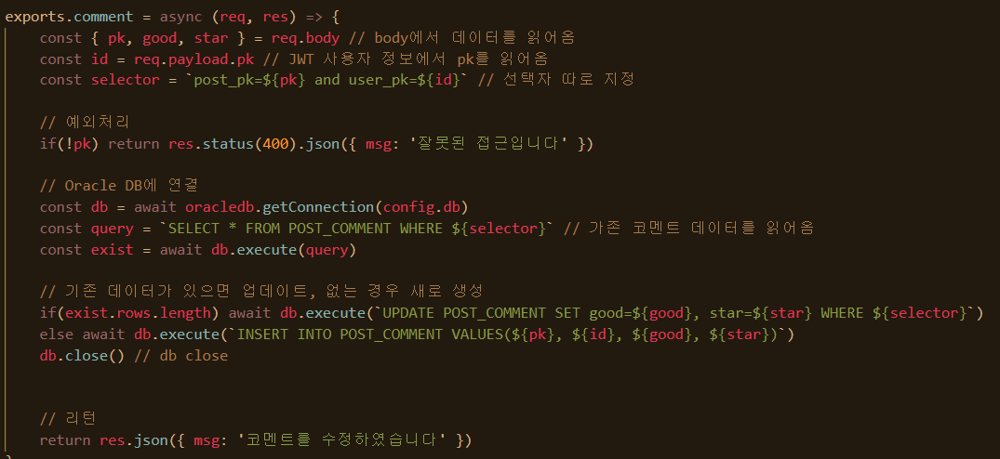 exports.comment = async (req, res) => {
const { pk, good, star } = req.body // body에서 데이터를 읽어옴
const id = req.payload.pk // JWT 사용자 정보에서 pk를 읽어옴
const selector = `post_pk=${pk} and user_pk=${id}` // 선택자 따로 지정
// 예외처리
if(!pk) return res.status(400).json({ msg: '잘못된 접근입니다' })
// Oracle DB에 연결
const db = await oracledb.getConnection(config.db)
const query = `SELECT * FROM POST_COMMENT WHERE ${selector}` // 가존 코멘트 데이터를 읽어옴
const exist = await db.execute(query)
// 기존 데이터가 있으면 업데이트, 없는 경우 새로 생성
if(exist.rows.length) await db.execute(`UPDATE POST_COMMENT SET good=${good}, star=${star} WHERE ${selector}`)
else await db.execute(`INSERT INTO POST_COMMENT VALUES(${pk}, ${id}, ${good}, ${star})`)
db.close() // db close
// 리턴
return res.json({ msg: '코멘트를 수정하였습니다' })
}